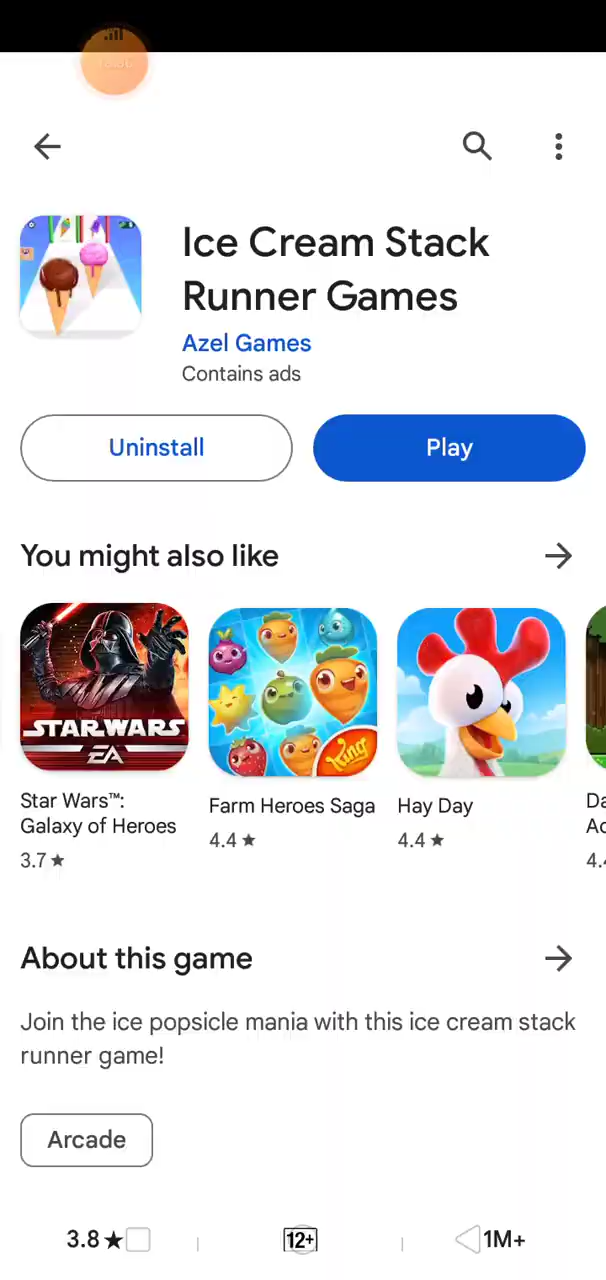 Ice Cream Stack
Runner Games
Azel Games
Contains ads
Uninstall
Play
You might also like
STAR WARS
EA
King
Star Wars™:
Galaxy of Heroes
3.7 ★
Farm Heroes Saga
4.4 ★
Hay Day
4.4 ★
About this game
Join the ice popsicle mania with this ice cream stack
runner game!
Arcade
3.8 ★
12+
1M+